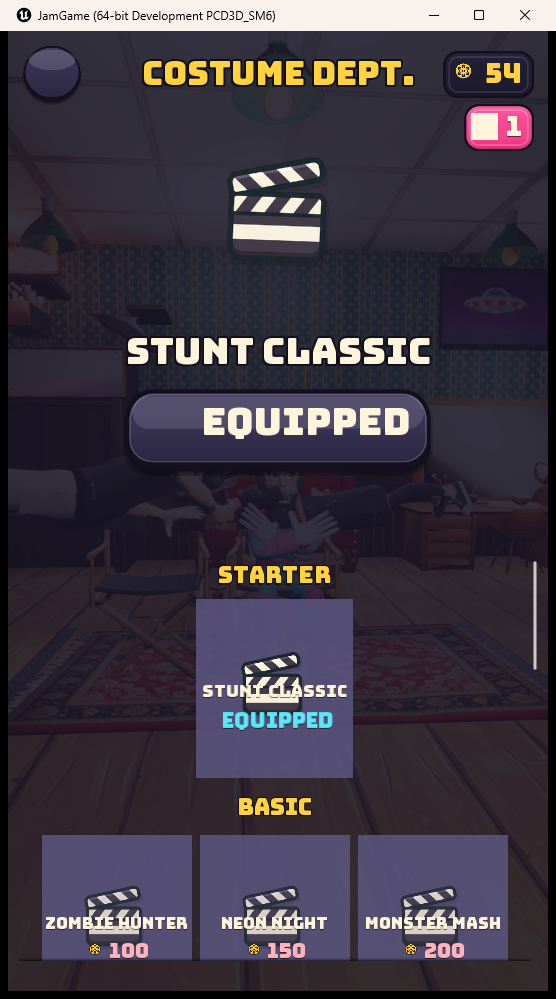 JamGame (64-bit Development PCD3D_SM6)
COSTUME DEPT.
54
1
STUNT CLASSIC
EQUIPPED
STARTER
STUNT CLASSIC
EQUIPPED
BASIC
ZOMBIE HUNTER NEON NIGHT MONSTER MASH
100 150 200